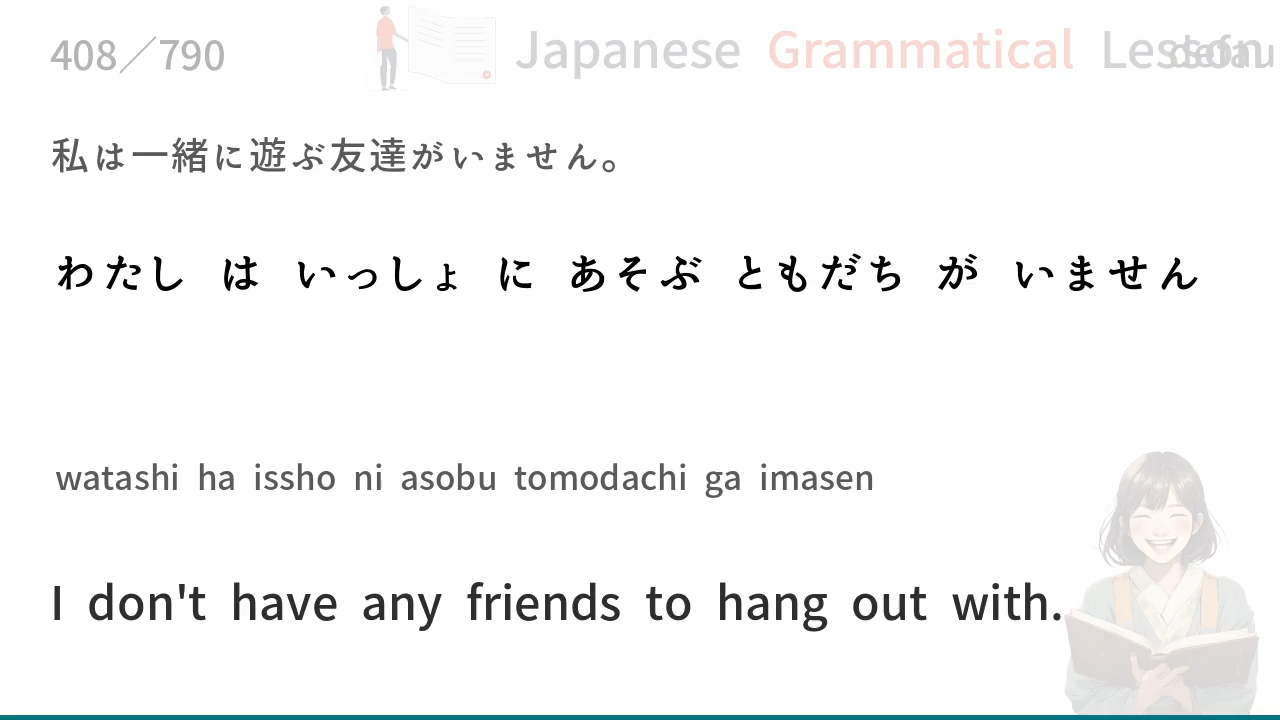 408／790
Japanese Grammatical Lesson
defau
私は一緒に遊ぶ友達がいません。
わたし は いっしょ に あそぶ ともだち が いません
watashi ha issho ni asobu tomodachi ga imasen
I don't have any friends to hang out with.